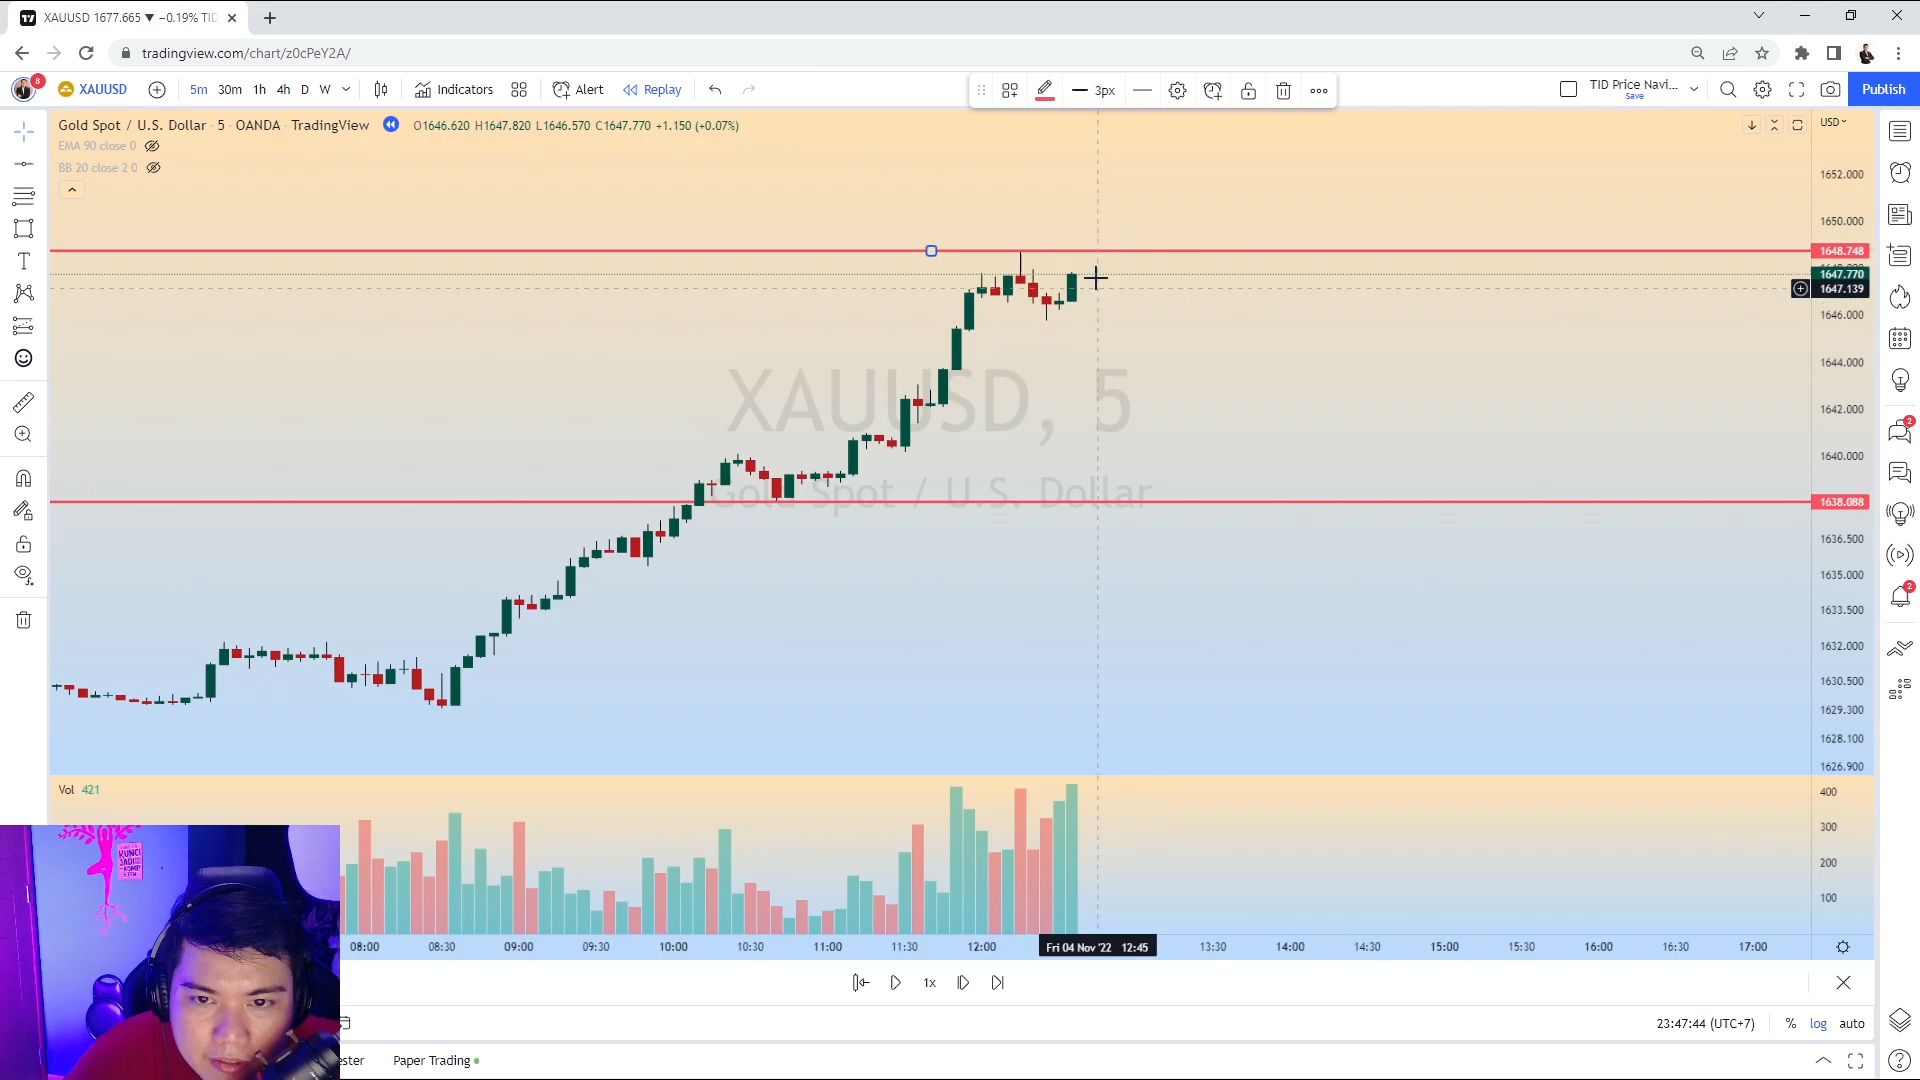 XAUUSD 1677.665 ▼ −0.19% TID
tradingview.com/chart/z0cPeY2A/
8
XAUUSD
5m 30m 1h 4h D W
Indicators
Alert
Replay
3px
TID Price Navi...
Save
Publish
Gold Spot / U.S. Dollar · 5 · OANDA · TradingView
O1646.620 H1647.820 L1646.570 C1647.770 +1.150 (+0.07%)
EMA 90 close 0
BB 20 close 2 0
USD
1652.000
1650.000
1648.748
1647.770
1647.139
1646.000
1644.000
1642.000
1640.000
1638.088
1636.500
1635.000
1633.500
1632.000
1630.500
1629.300
1628.100
1626.900
XAUUSD, 5
Gold Spot / U.S. Dollar
2
2
Vol 421
400
300
200
100
KUNCI
JADI
KOMP
ETEN
08:00 08:30 09:00 09:30 10:00 10:30 11:00 11:30 12:00 Fri 04 Nov '22 12:45 13:30 14:00 14:30 15:00 15:30 16:00 16:30 17:00
1x
23:47:44 (UTC+7) % log auto
ester Paper Trading